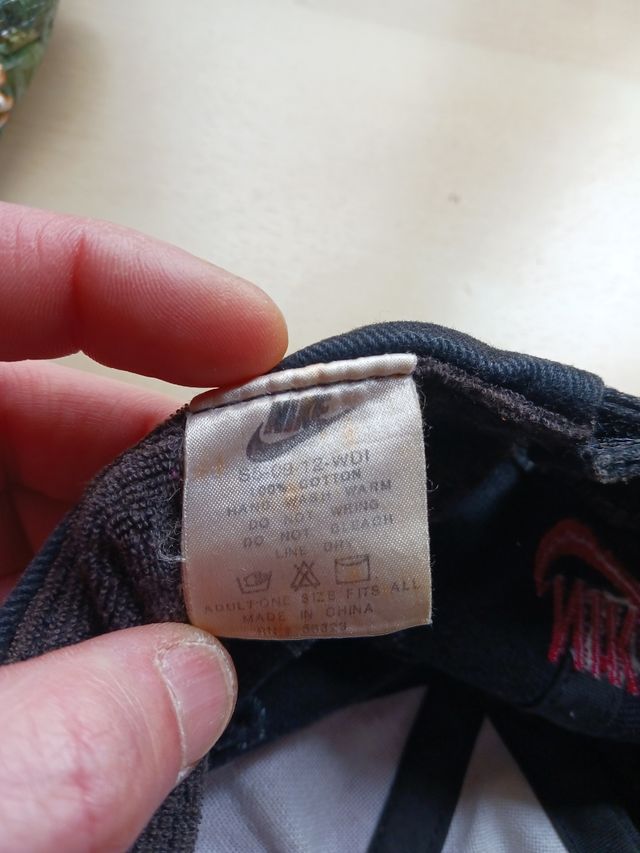 NIKE
100% COTTON
HAND WASH WARM
DO NOT WRING
DO NOT BLEACH
LINE DRY
ADULT-ONE SIZE FITS ALL
MADE IN CHINA
NIKE